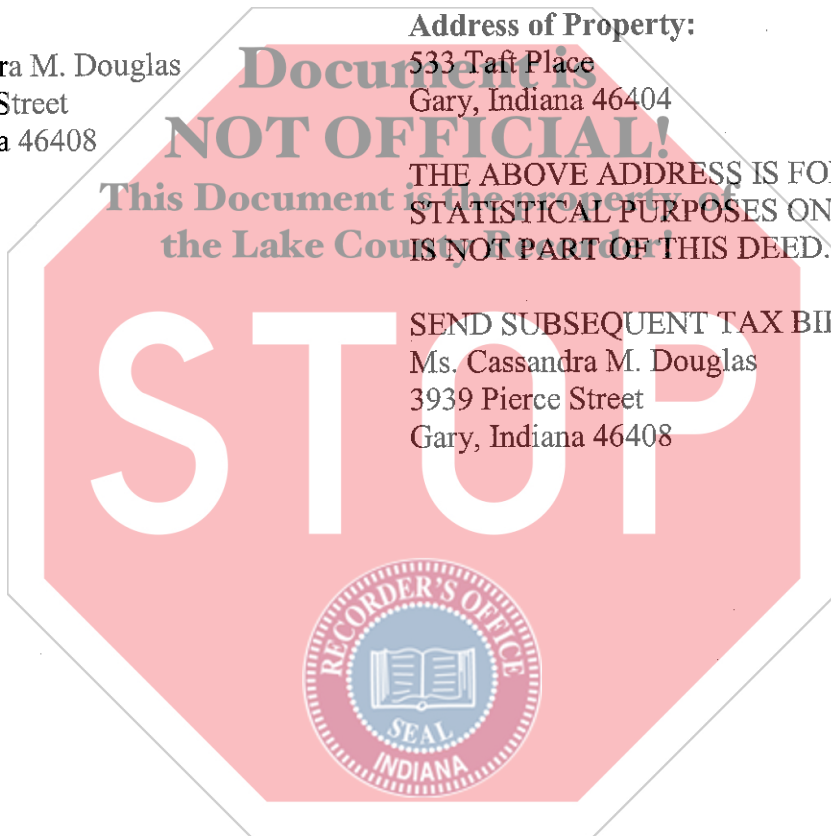 ra M. Douglas
Street
a 46408
Address of Property:
533 Taft Place
Gary, Indiana 46404
THE ABOVE ADDRESS IS FOR
STATISTICAL PURPOSES ON
IS NOT PART OF THIS DEED.
SEND SUBSEQUENT TAX BIL
Ms. Cassandra M. Douglas
3939 Pierce Street
Gary, Indiana 46408
Document is
NOT OFFICIAL!
This Document is the property of
the Lake County Recorder!
STOP
RECORDER'S OFFICE
SEAL
INDIANA